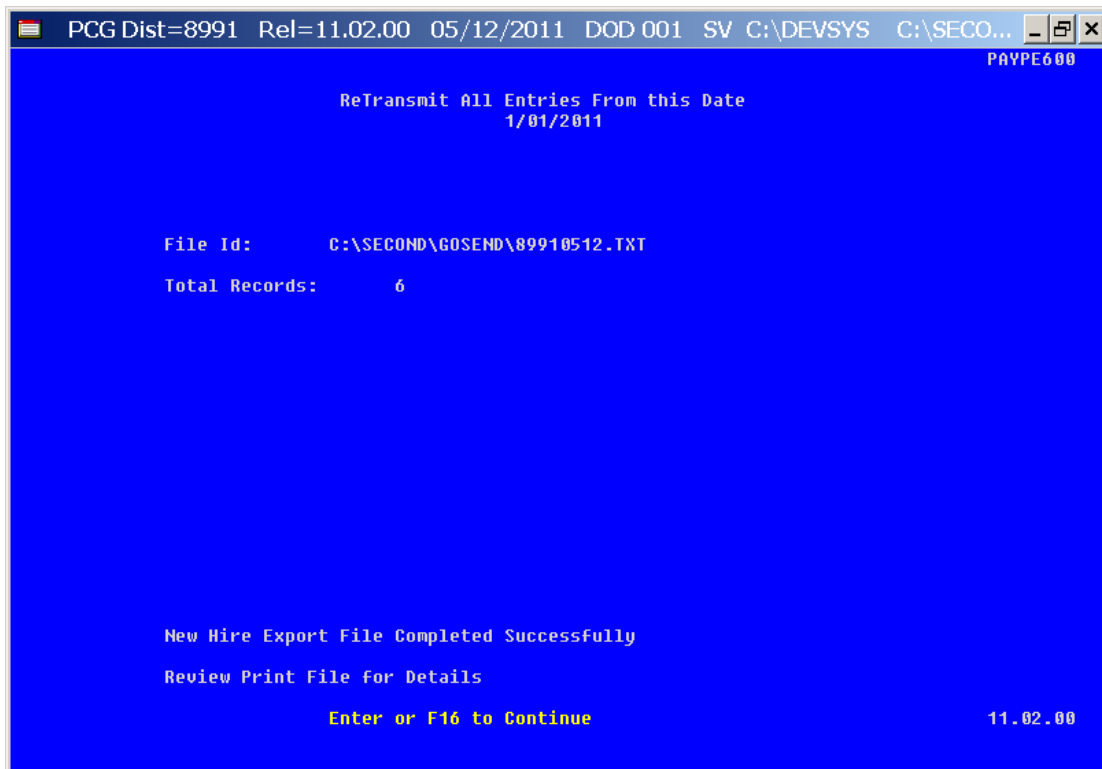 PCG Dist=8991 Rel=11.02.00 05/12/2011 DOD 001 SV C:\DEVSYS C:\SECO...
PAYPE600
ReTransmit All Entries From this Date
1/01/2011
File Id: C:\SECOND\GOSEND\89910512.TXT
Total Records: 6
New Hire Export File Completed Successfully
Review Print File for Details
Enter or F16 to Continue 11.02.00